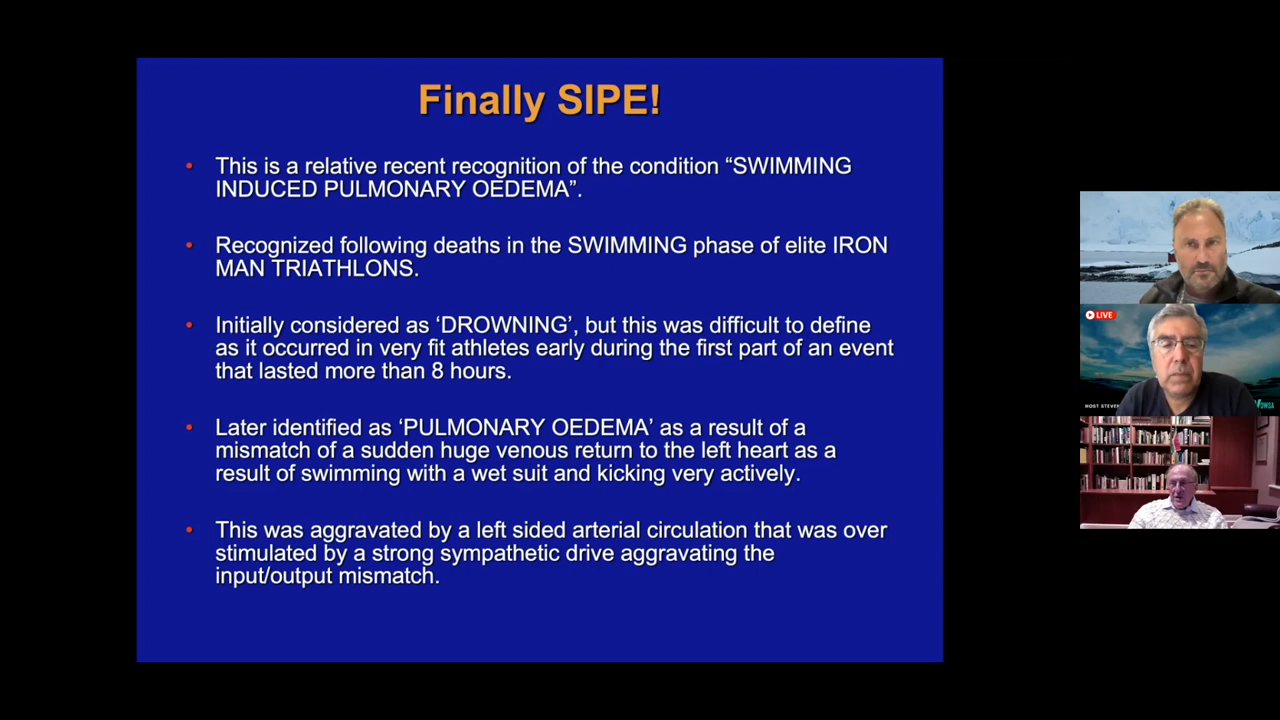 Finally SIPE!
• This is a relative recent recognition of the condition “SWIMMING
INDUCED PULMONARY OEDEMA”.
• Recognized following deaths in the SWIMMING phase of elite IRON
MAN TRIATHLONS.
• Initially considered as ‘DROWNING’, but this was difficult to define
as it occurred in very fit athletes early during the first part of an event
that lasted more than 8 hours.
• Later identified as ‘PULMONARY OEDEMA’ as a result of a
mismatch of a sudden huge venous return to the left heart as a
result of swimming with a wet suit and kicking very actively.
• This was aggravated by a left sided arterial circulation that was over
stimulated by a strong sympathetic drive aggravating the
input/output mismatch.
LIVE
HOST STEVEN